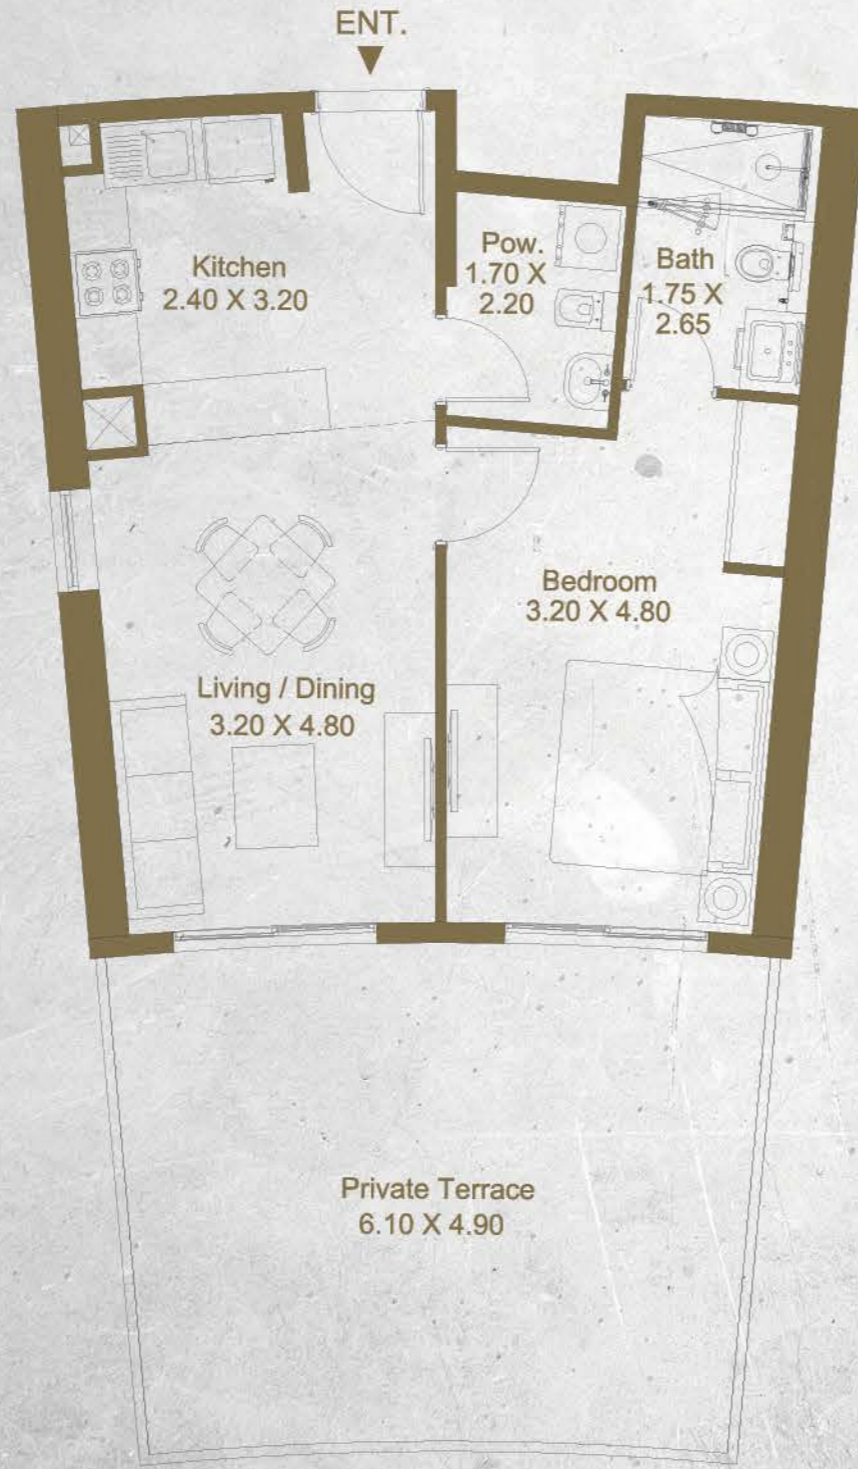 ENT.
Kitchen
2.40 X 3.20
Pow.
1.70 X
2.20
Bath
1.75 X
2.65
Bedroom
3.20 X 4.80
Living / Dining
3.20 X 4.80
Private Terrace
6.10 X 4.90